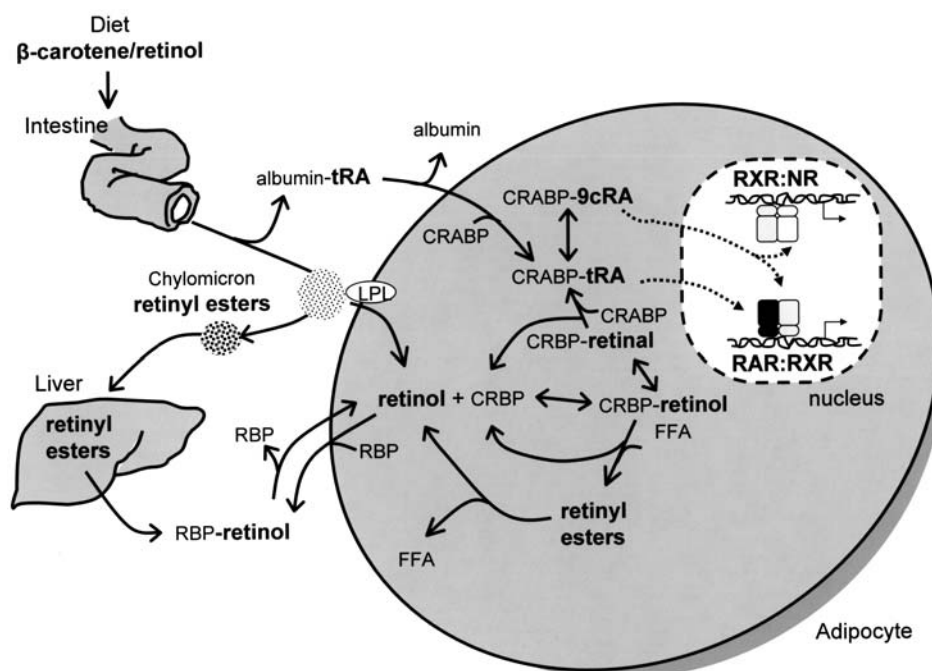 Diet
β-carotene/retinol
Intestine
albumin
albumin-tRA
CRABP-9cRA
CRABP
CRABP-tRA
RXR:NR
Chylomicron
retinyl esters
LPL
CRABP
CRBP-retinal
RAR:RXR
nucleus
Liver
retinyl
esters
retinol + CRBP
CRBP-retinol
FFA
RBP
RBP
RBP-retinol
retinyl
esters
FFA
Adipocyte